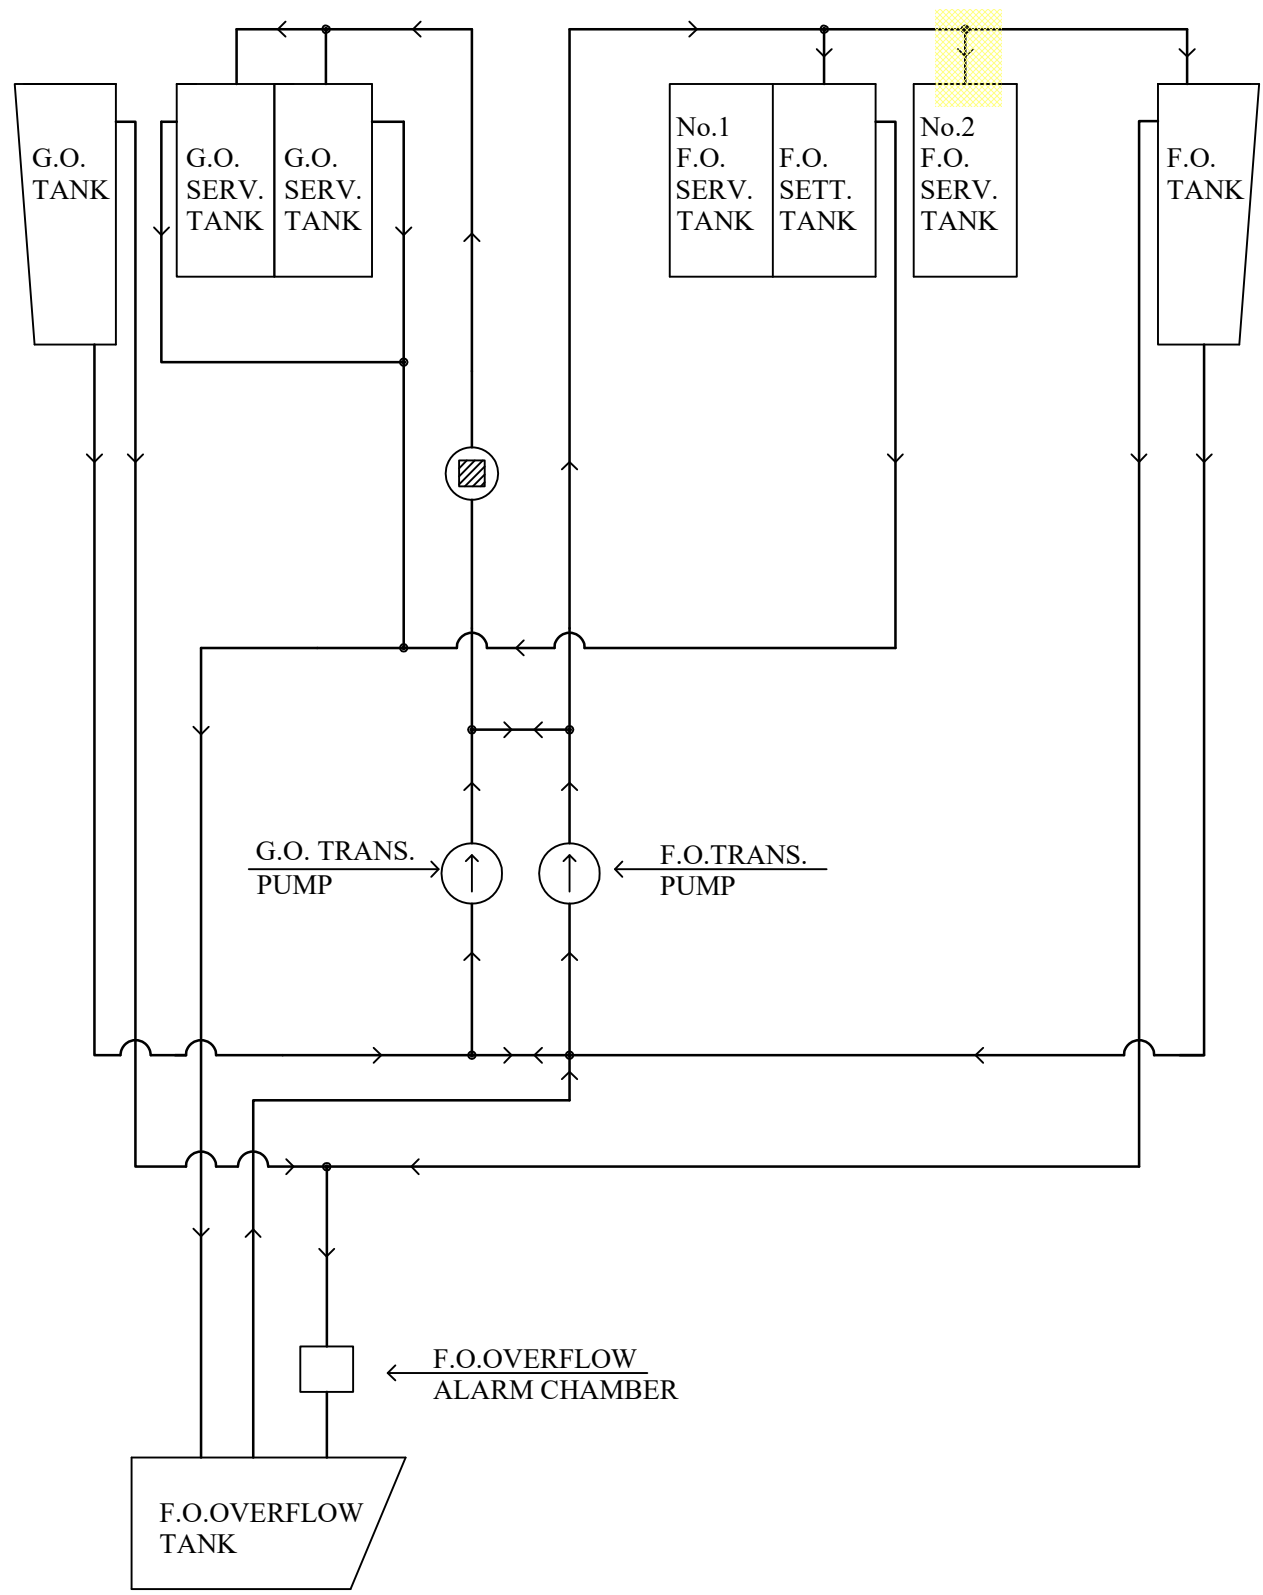 G.O.
TANK
G.O.
SERV.
TANK
G.O.
SERV.
TANK
No.1
F.O.
SERV.
TANK
F.O.
SETT.
TANK
No.2
F.O.
SERV.
TANK
F.O.
TANK
G.O. TRANS.
PUMP
F.O.TRANS.
PUMP
F.O.OVERFLOW
ALARM CHAMBER
F.O.OVERFLOW
TANK